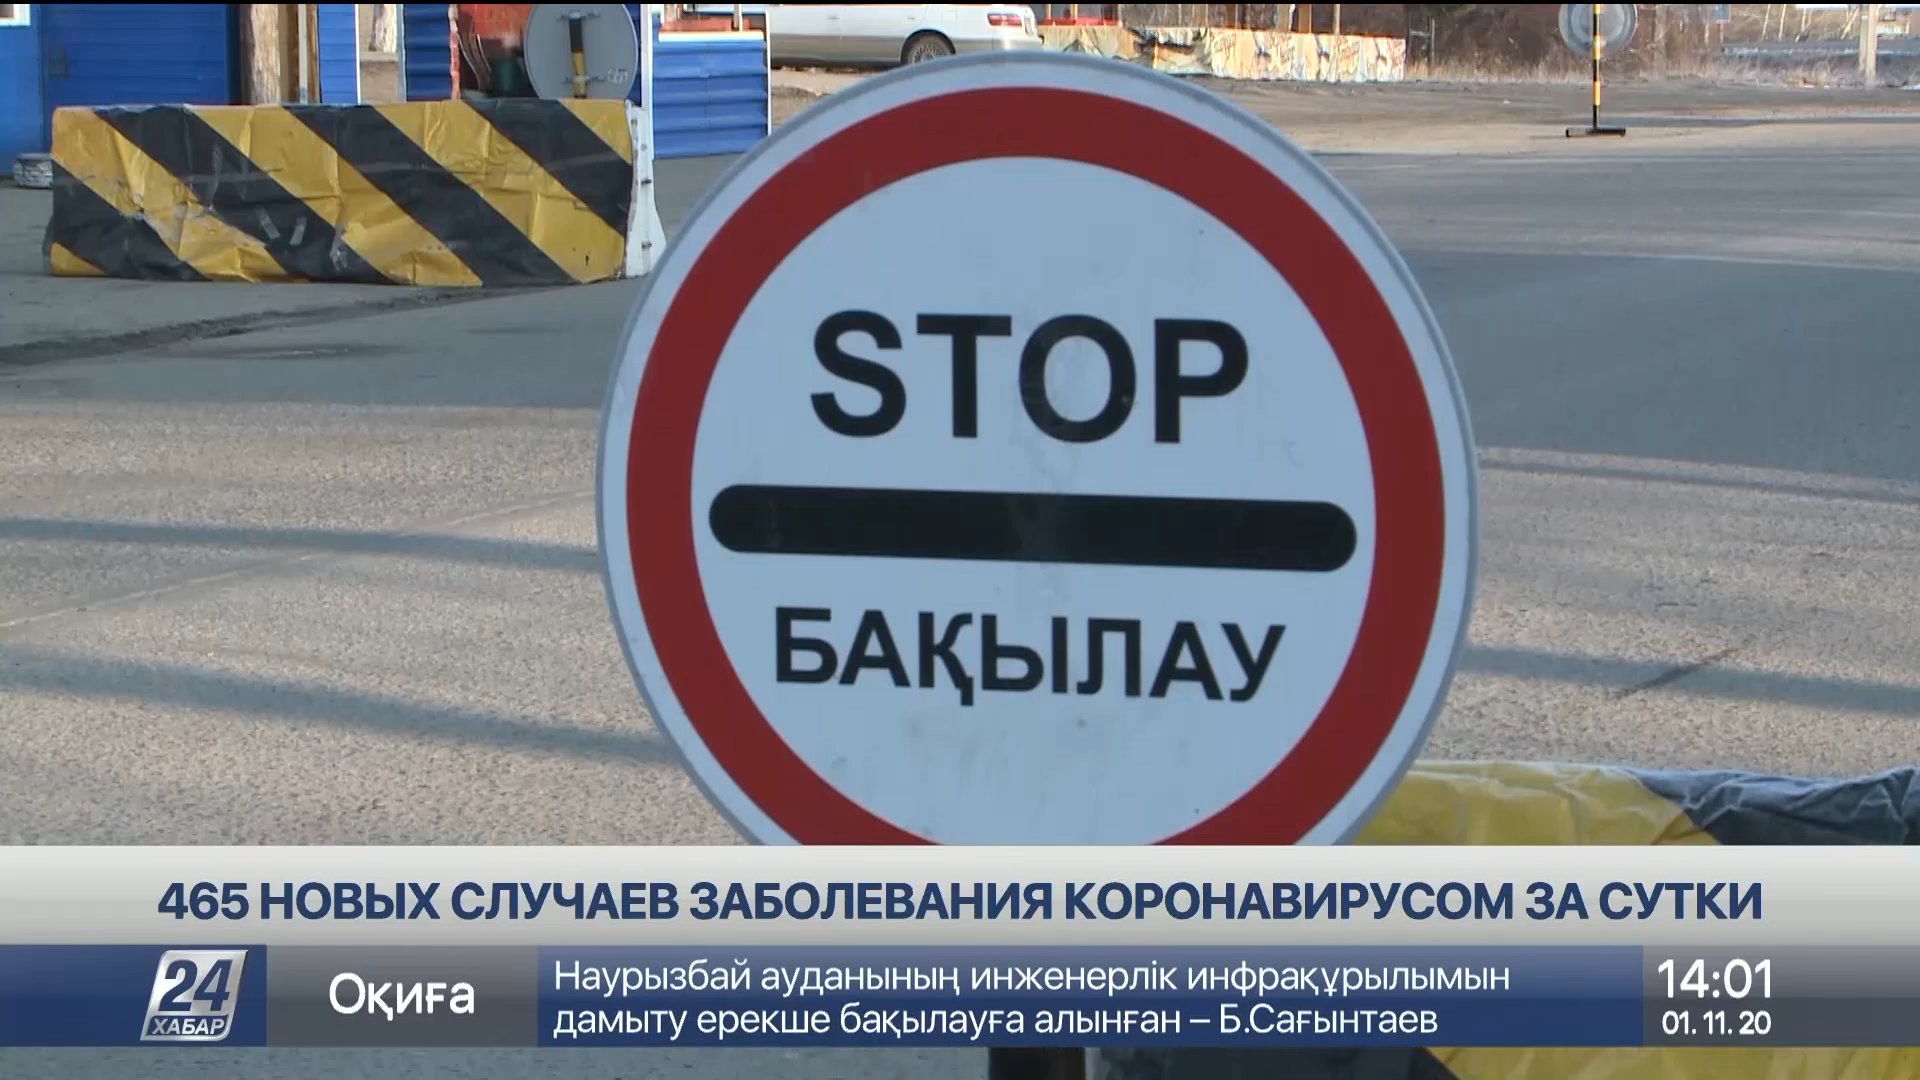 STOP
БАҚЫЛАУ
465 НОВЫХ СЛУЧАЕВ ЗАБОЛЕВАНИЯ КОРОНАВИРУСОМ ЗА СУТКИ
24
ХАБАР
Оқиға
Наурызбай ауданының инженерлік инфрақұрылымын
дамыту ерекше бақылауға алынған – Б.Сағынтаев
14:01
01.11.20